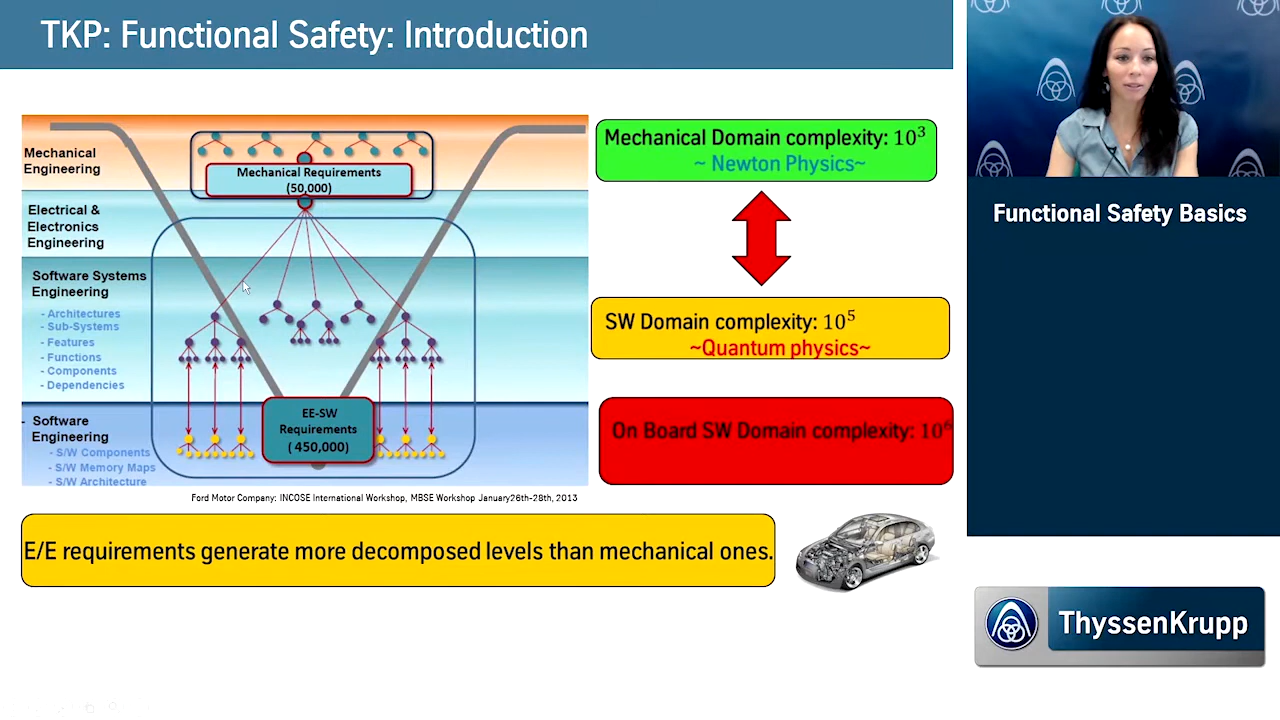 TKP: Functional Safety: Introduction
Mechanical
Engineering
Mechanical Requirements
(50,000)
Electrical &
Electronics
Engineering
Software Systems
Engineering
- Architectures
- Sub-Systems
- Features
- Functions
- Components
- Dependencies
EE-SW
Requirements
( 450,000)
- Software
Engineering
- S/W Components
- S/W Memory Maps
- S/W Architecture
Ford Motor Company: INCOSE International Workshop, MBSE Workshop January26th-28th, 2013
Mechanical Domain complexity: 10³
~ Newton Physics~
SW Domain complexity: 10⁵
~Quantum physics~
On Board SW Domain complexity: 10⁶
E/E requirements generate more decomposed levels than mechanical ones.
Functional Safety Basics
ThyssenKrupp